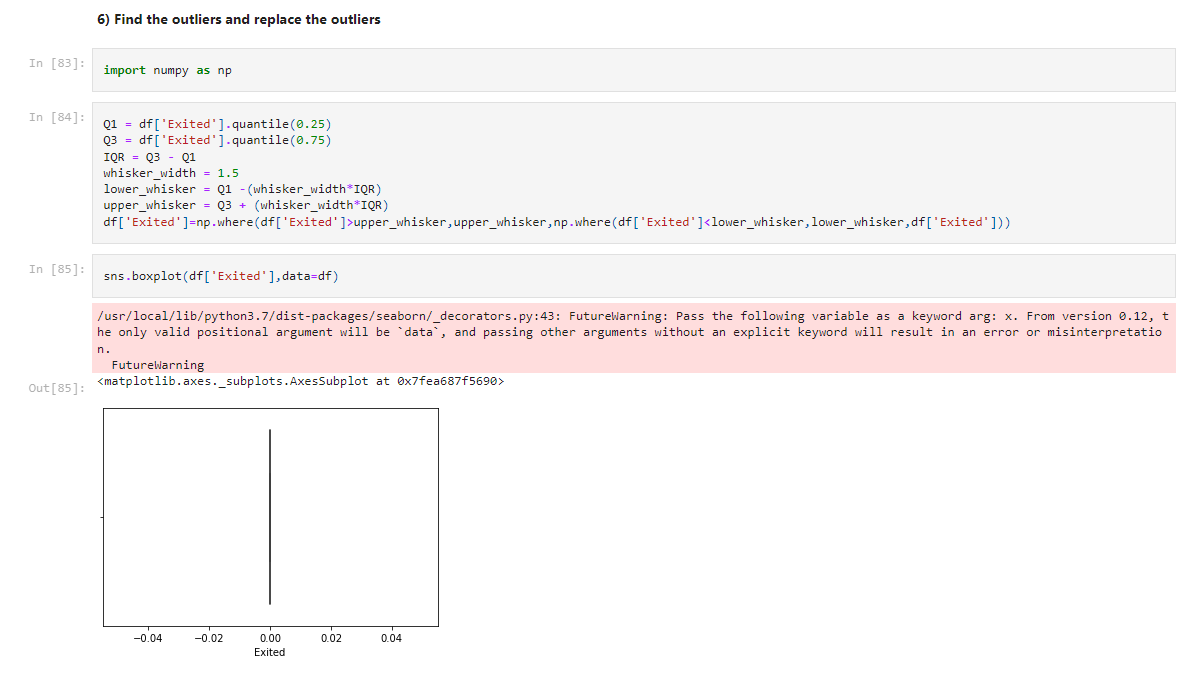 6) Find the outliers and replace the outliers
In [83]:
import numpy as np
In [84]:
Q1 = df['Exited'].quantile(0.25)
Q3 = df['Exited'].quantile(0.75)
IQR = Q3 - Q1
whisker_width = 1.5
lower_whisker = Q1 -(whisker_width*IQR)
upper_whisker = Q3 + (whisker_width*IQR)
df['Exited']=np.where(df['Exited']>upper_whisker,upper_whisker,np.where(df['Exited']<lower_whisker,lower_whisker,df['Exited']))
In [85]:
sns.boxplot(df['Exited'],data=df)
/usr/local/lib/python3.7/dist-packages/seaborn/_decorators.py:43: FutureWarning: Pass the following variable as a keyword arg: x. From version 0.12, t
he only valid positional argument will be `data`, and passing other arguments without an explicit keyword will result in an error or misinterpretatio
n.
  FutureWarning
Out[85]:
<matplotlib.axes._subplots.AxesSubplot at 0x7fea687f5690>
−0.04 −0.02 0.00 0.02 0.04
Exited